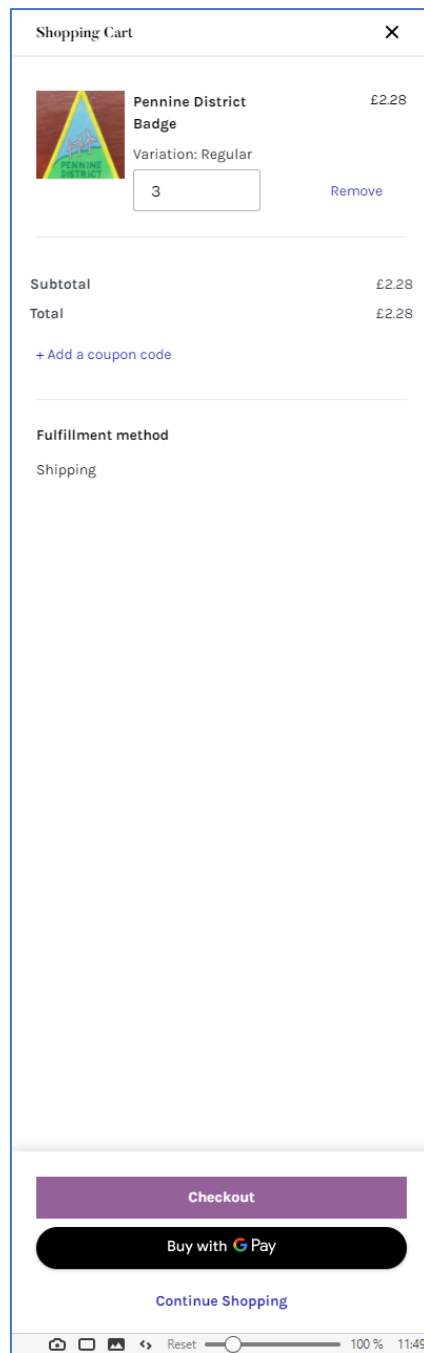 Shopping Cart
Pennine District £2.28
Badge
PENNINE
DISTRICT
Variation: Regular
3 Remove
Subtotal £2.28
Total £2.28
+ Add a coupon code
Fulfillment method
Shipping
Checkout
Buy with G Pay
Continue Shopping
Reset 100 % 11:49